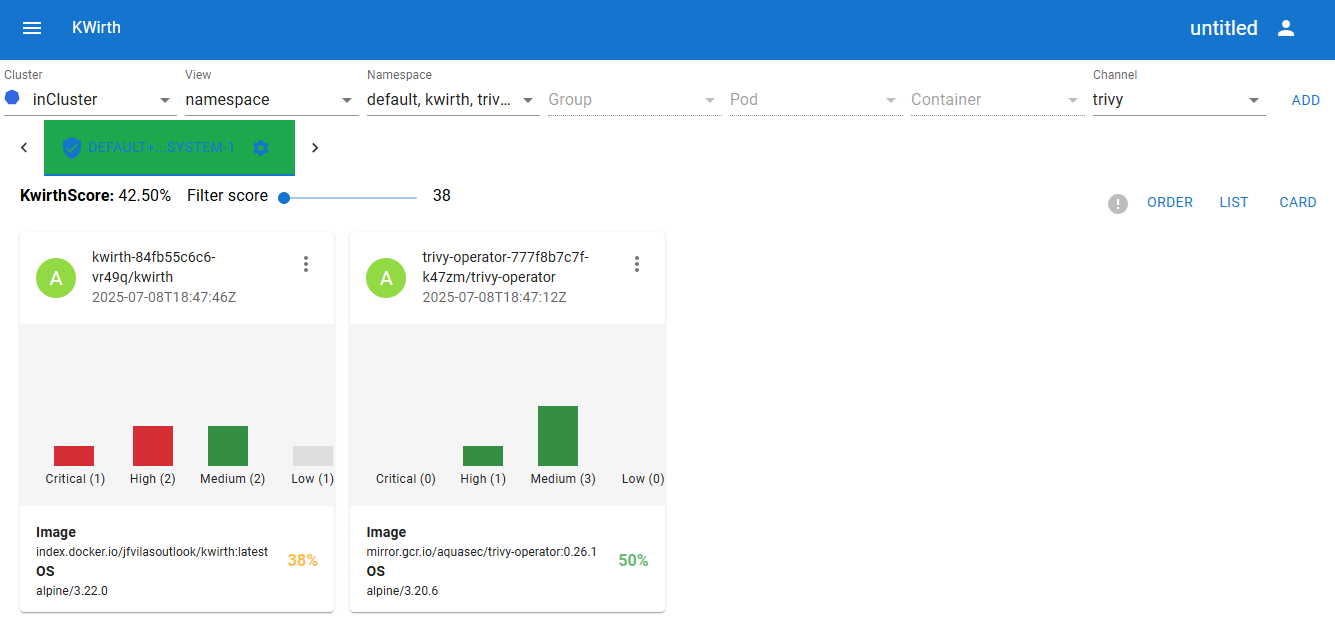 KWirth
untitled
Cluster
View
Namespace
Channel
inCluster
namespace
default, kwirth, triv...
Group
Pod
Container
trivy
ADD
DEFAULT+...SYSTEM-1
KwirthScore: 42.50% Filter score 38
ORDER LIST CARD
A
kwirth-84fb55c6c6-
vr49q/kwirth
2025-07-08T18:47:46Z
Critical (1) High (2) Medium (2) Low (1)
Image
index.docker.io/jfvilasoutlook/kwirth:latest
OS
alpine/3.22.0
38%
A
trivy-operator-777f8b7c7f-
k47zm/trivy-operator
2025-07-08T18:47:12Z
Critical (0) High (1) Medium (3) Low (0)
Image
mirror.gcr.io/aquasec/trivy-operator:0.26.1
OS
alpine/3.20.6
50%